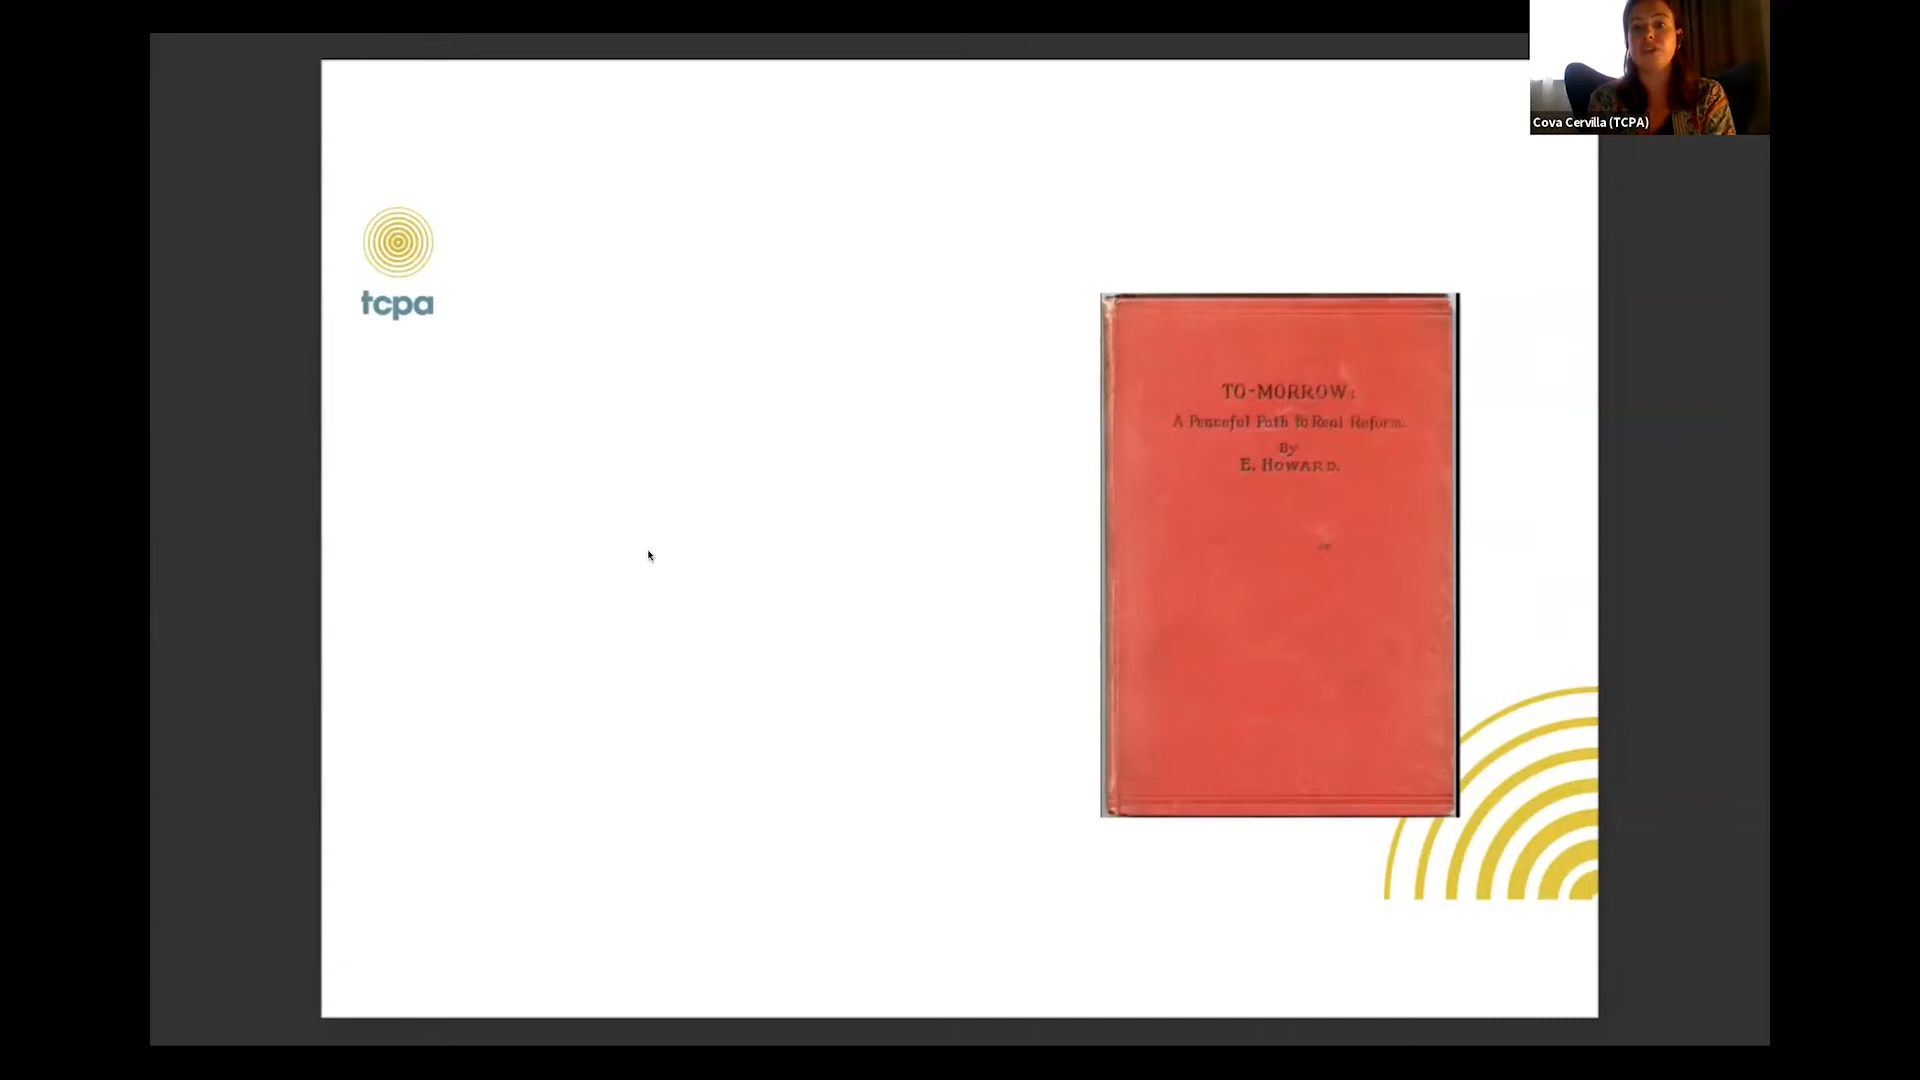 Cova Cervilla (TCPA)
tcpa
TO-MORROW:
A Peaceful Path to Real Reform.
By
E. HOWARD.